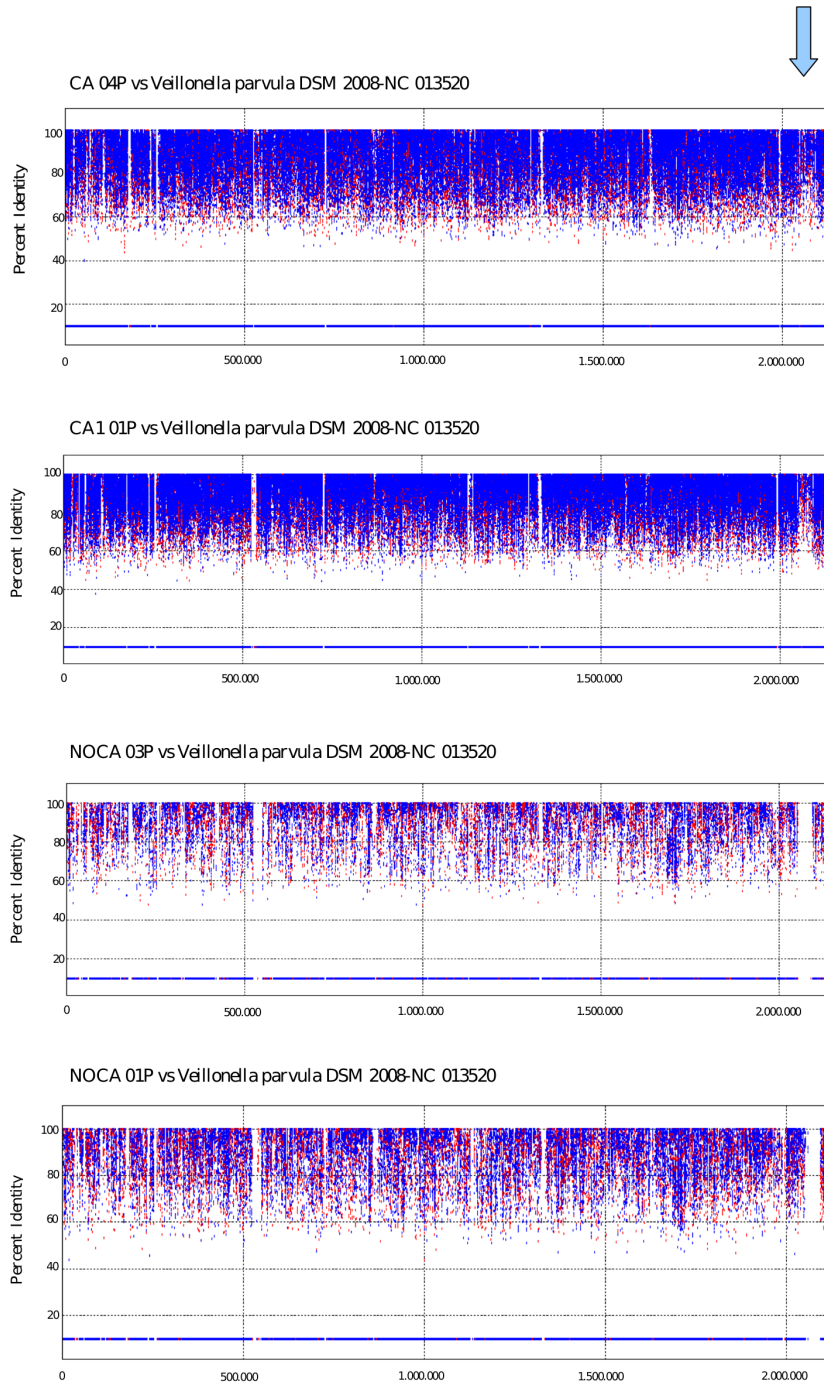 CA 04P vs Veillonella parvula DSM 2008-NC 013520
Percent Identity
100
80
60
40
20
0 500.000 1.000.000 1.500.000 2.000.000
CA1 01P vs Veillonella parvula DSM 2008-NC 013520
Percent Identity
100
80
60
40
20
0 500.000 1.000.000 1.500.000 2.000.000
NOCA 03P vs Veillonella parvula DSM 2008-NC 013520
Percent Identity
100
80
60
40
20
0 500.000 1.000.000 1.500.000 2.000.000
NOCA 01P vs Veillonella parvula DSM 2008-NC 013520
Percent Identity
100
80
60
40
20
0 500.000 1.000.000 1.500.000 2.000.000